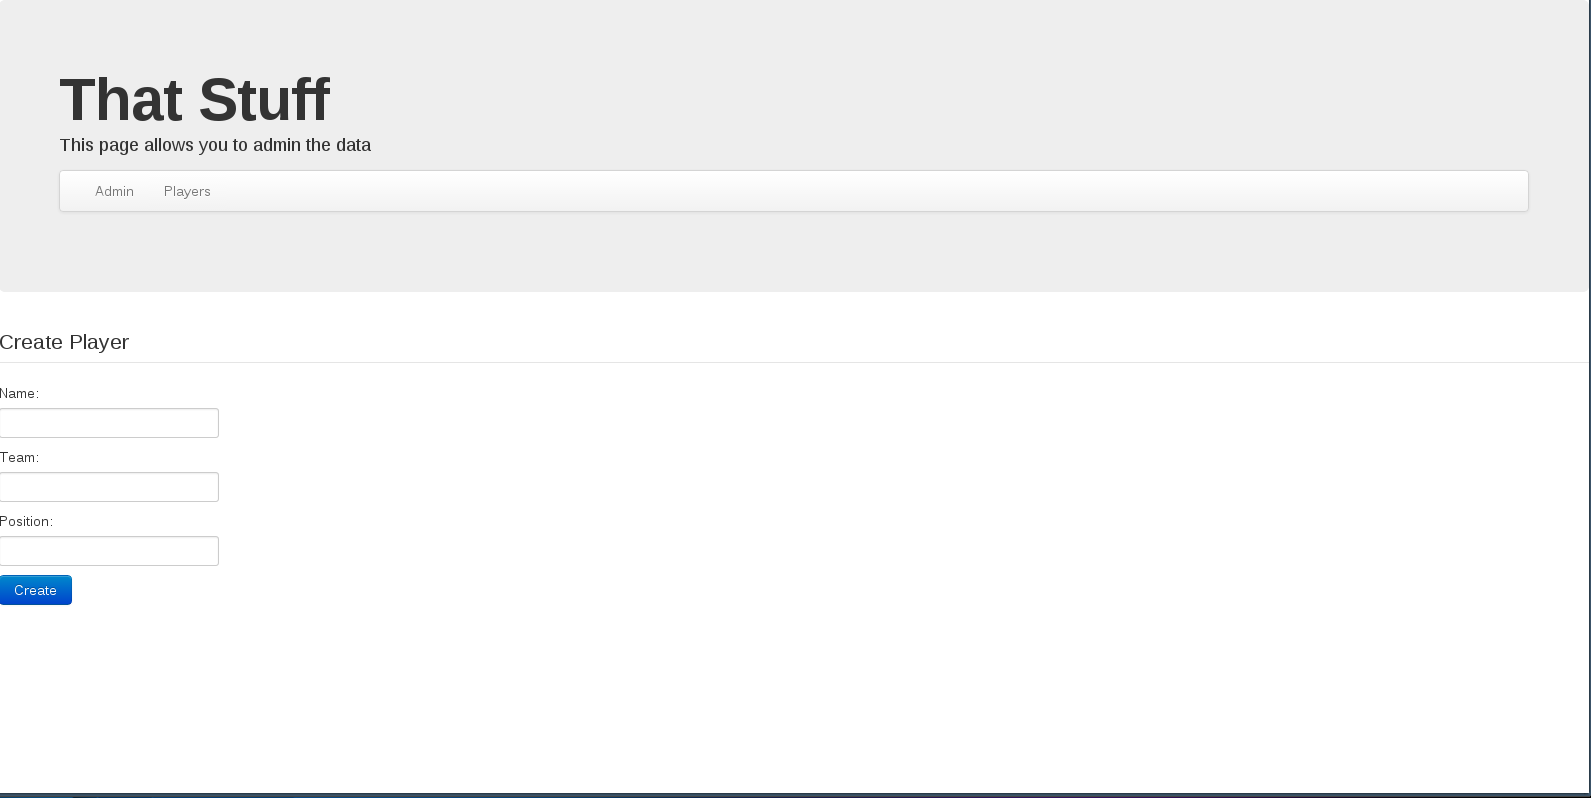 That Stuff
This page allows you to admin the data
Admin Players
Create Player
Name:
Team:
Position:
Create